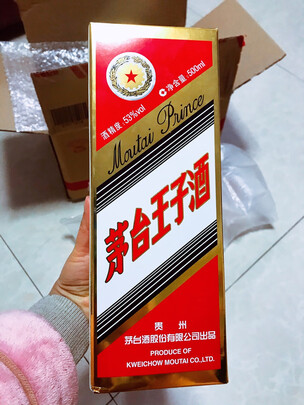 净含量:500ml
酒精度:53%vol
Moutai Prince
茅台王子酒
贵州
茅台酒股份有限公司出品
PRODUCE OF
KWEICHOW MOUTAI CO.,LTD.